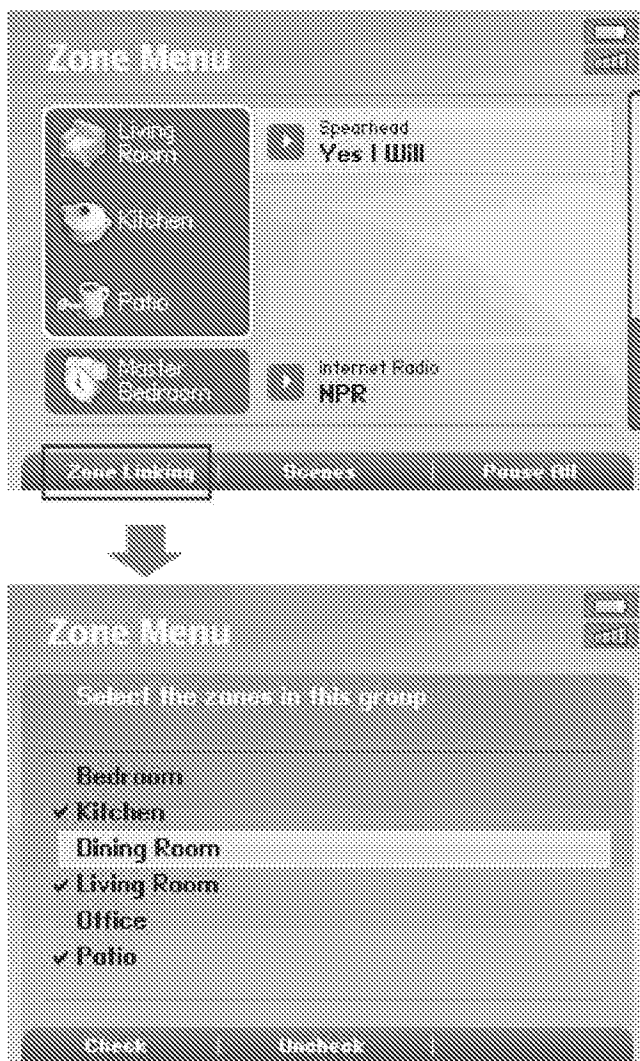 Zone Menu
Living
Room
Spearhead
Yes I Will
Kitchen
Patio
Master
Bedroom
Internet Radio
NPR
Zone Linking
Scenes
Pause All
Zone Menu
Select the zones in this group
Bedroom
✓ Kitchen
Dining Room
✓ Living Room
Office
✓ Patio
Check
Uncheck